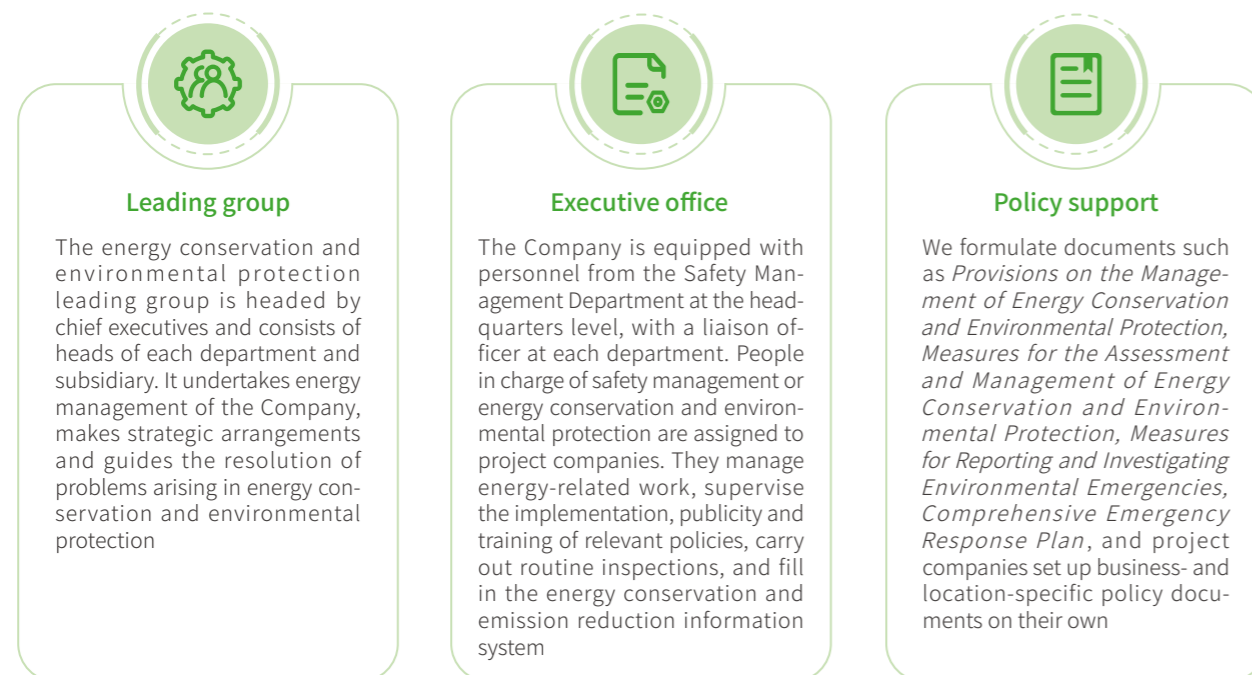 Leading group
The energy conservation and
environmental protection
leading group is headed by
chief executives and consists of
heads of each department and
subsidiary. It undertakes energy
management of the Company,
makes strategic arrangements
and guides the resolution of
problems arising in energy con-
servation and environmental
protection
Executive office
The Company is equipped with
personnel from the Safety Man-
agement Department at the head-
quarters level, with a liaison of-
ficer at each department. People
in charge of safety management or
energy conservation and environ-
mental protection are assigned to
project companies. They manage
energy-related work, supervise
the implementation, publicity and
training of relevant policies, carry
out routine inspections, and fill
in the energy conservation and
emission reduction information
system
Policy support
We formulate documents such
as Provisions on the Manage-
ment of Energy Conservation
and Environmental Protection,
Measures for the Assessment
and Management of Energy
Conservation and Environ-
mental Protection, Measures
for Reporting and Investigating
Environmental Emergencies,
Comprehensive Emergency
Response Plan, and project
companies set up business- and
location-specific policy docu-
ments on their own